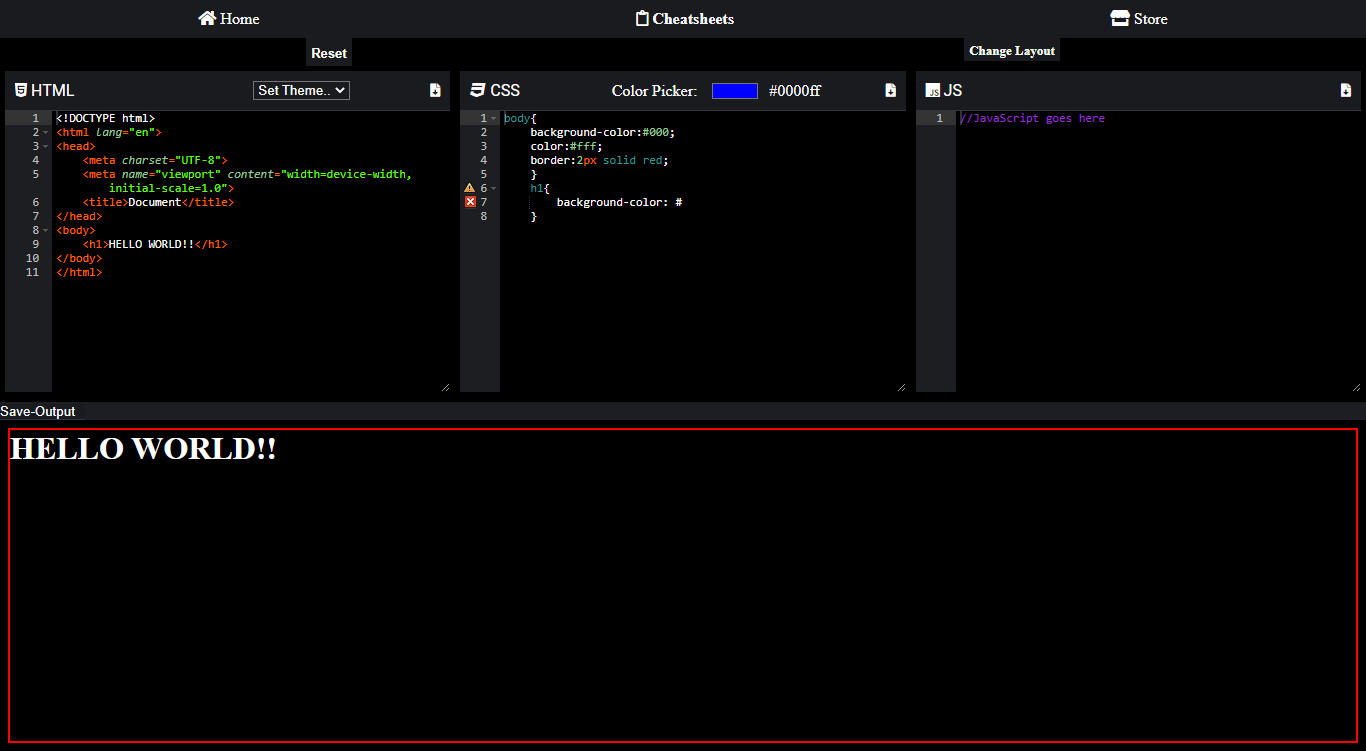 Home Cheatsheets Store
Reset Change Layout
HTML Set Theme..
1 <!DOCTYPE html>
2 <html lang="en">
3 <head>
4 <meta charset="UTF-8">
5 <meta name="viewport" content="width=device-width,
initial-scale=1.0">
6 <title>Document</title>
7 </head>
8 <body>
9 <h1>HELLO WORLD!!</h1>
10 </body>
11 </html>
CSS Color Picker: #0000ff
1 body{
2 background-color:#000;
3 color:#fff;
4 border:2px solid red;
5 }
6 h1{
7 background-color: #
8 }
JS JS
1 //JavaScript goes here
Save-Output
HELLO WORLD!!